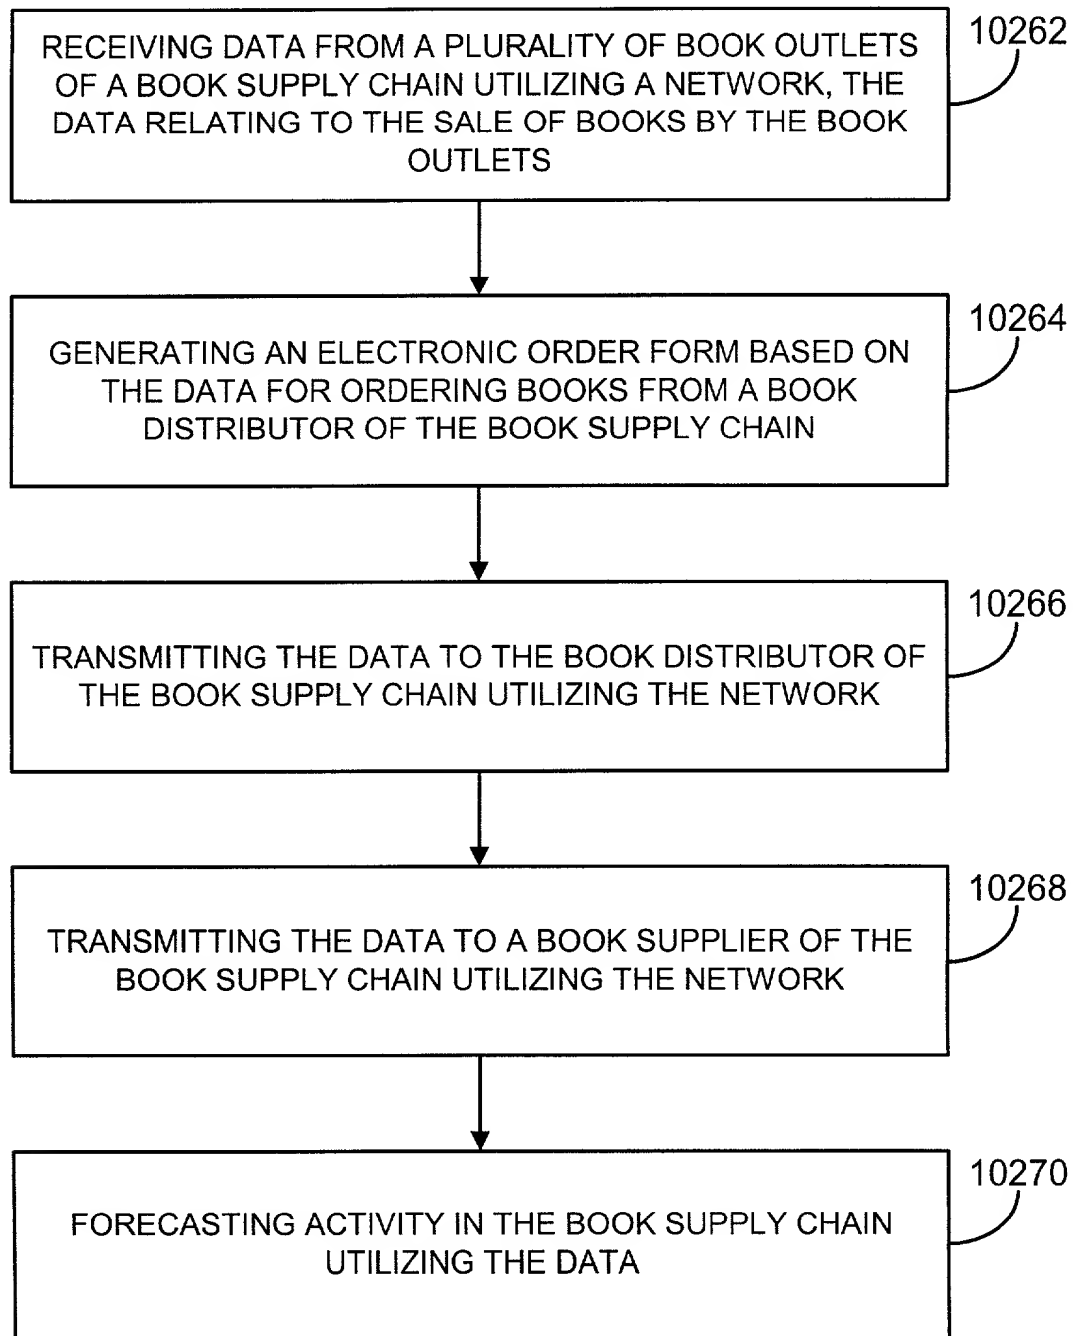 RECEIVING DATA FROM A PLURALITY OF BOOK OUTLETS
OF A BOOK SUPPLY CHAIN UTILIZING A NETWORK, THE
DATA RELATING TO THE SALE OF BOOKS BY THE BOOK
OUTLETS
10262
GENERATING AN ELECTRONIC ORDER FORM BASED ON
THE DATA FOR ORDERING BOOKS FROM A BOOK
DISTRIBUTOR OF THE BOOK SUPPLY CHAIN
10264
TRANSMITTING THE DATA TO THE BOOK DISTRIBUTOR OF
THE BOOK SUPPLY CHAIN UTILIZING THE NETWORK
10266
TRANSMITTING THE DATA TO A BOOK SUPPLIER OF THE
BOOK SUPPLY CHAIN UTILIZING THE NETWORK
10268
FORECASTING ACTIVITY IN THE BOOK SUPPLY CHAIN
UTILIZING THE DATA
10270